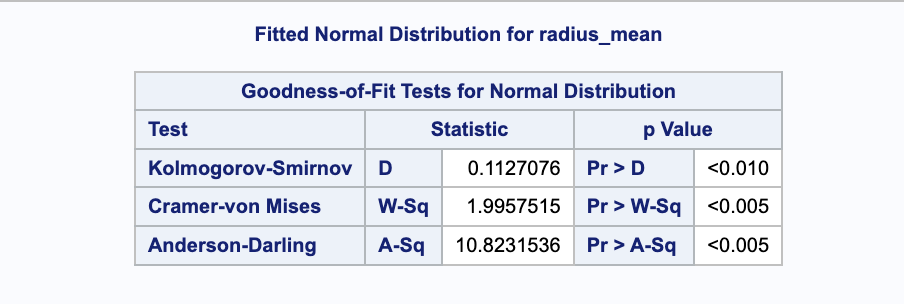 Fitted Normal Distribution for radius_mean
Goodness-of-Fit Tests for Normal Distribution
Test Statistic p Value
Kolmogorov-Smirnov D 0.1127076 Pr > D <0.010
Cramer-von Mises W-Sq 1.9957515 Pr > W-Sq <0.005
Anderson-Darling A-Sq 10.8231536 Pr > A-Sq <0.005